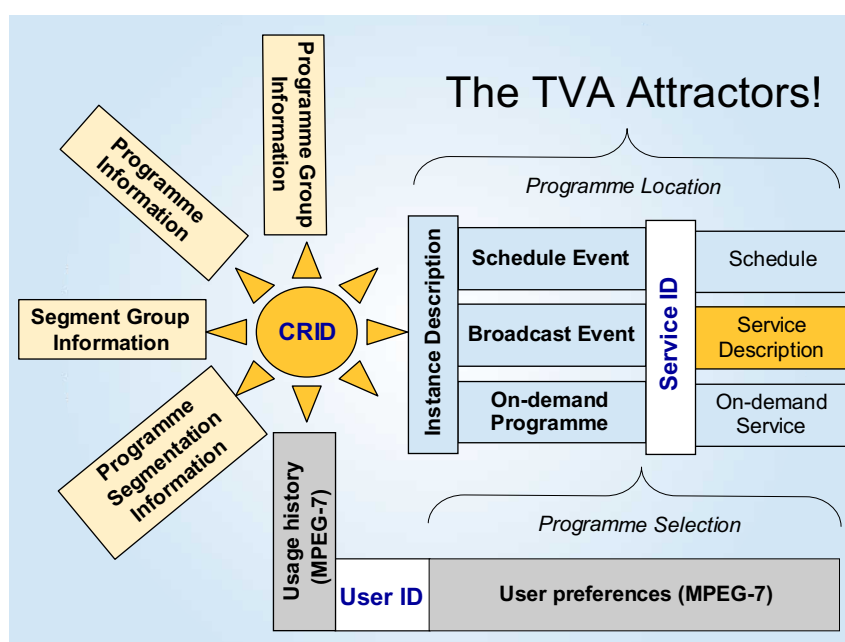 The TVA Attractors!
Programme Group
Information
Programme
Information
Segment Group
Information
Programme
Segmentation
Information
CRID
Programme Location
Instance Description
Schedule Event
Broadcast Event
On-demand
Programme
Service ID
Schedule
Service
Description
On-demand
Service
Programme Selection
Usage history
(MPEG-7)
User ID
User preferences (MPEG-7)